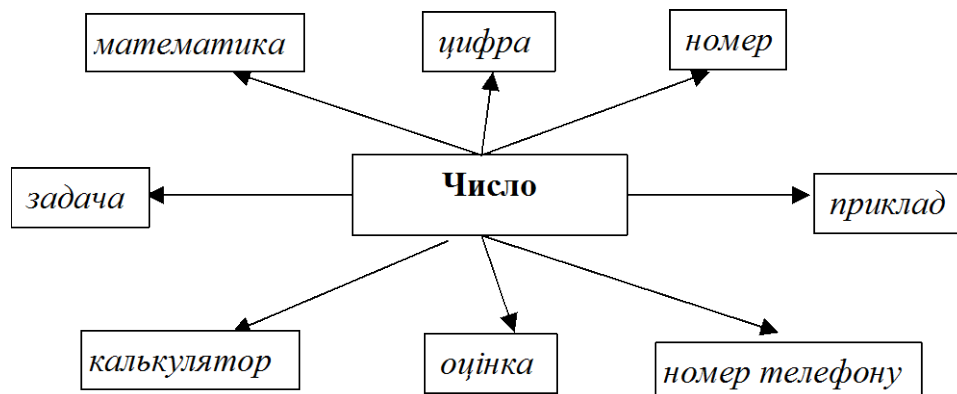 математика
цифра
номер
задача
Число
приклад
калькулятор
оцінка
номер телефону